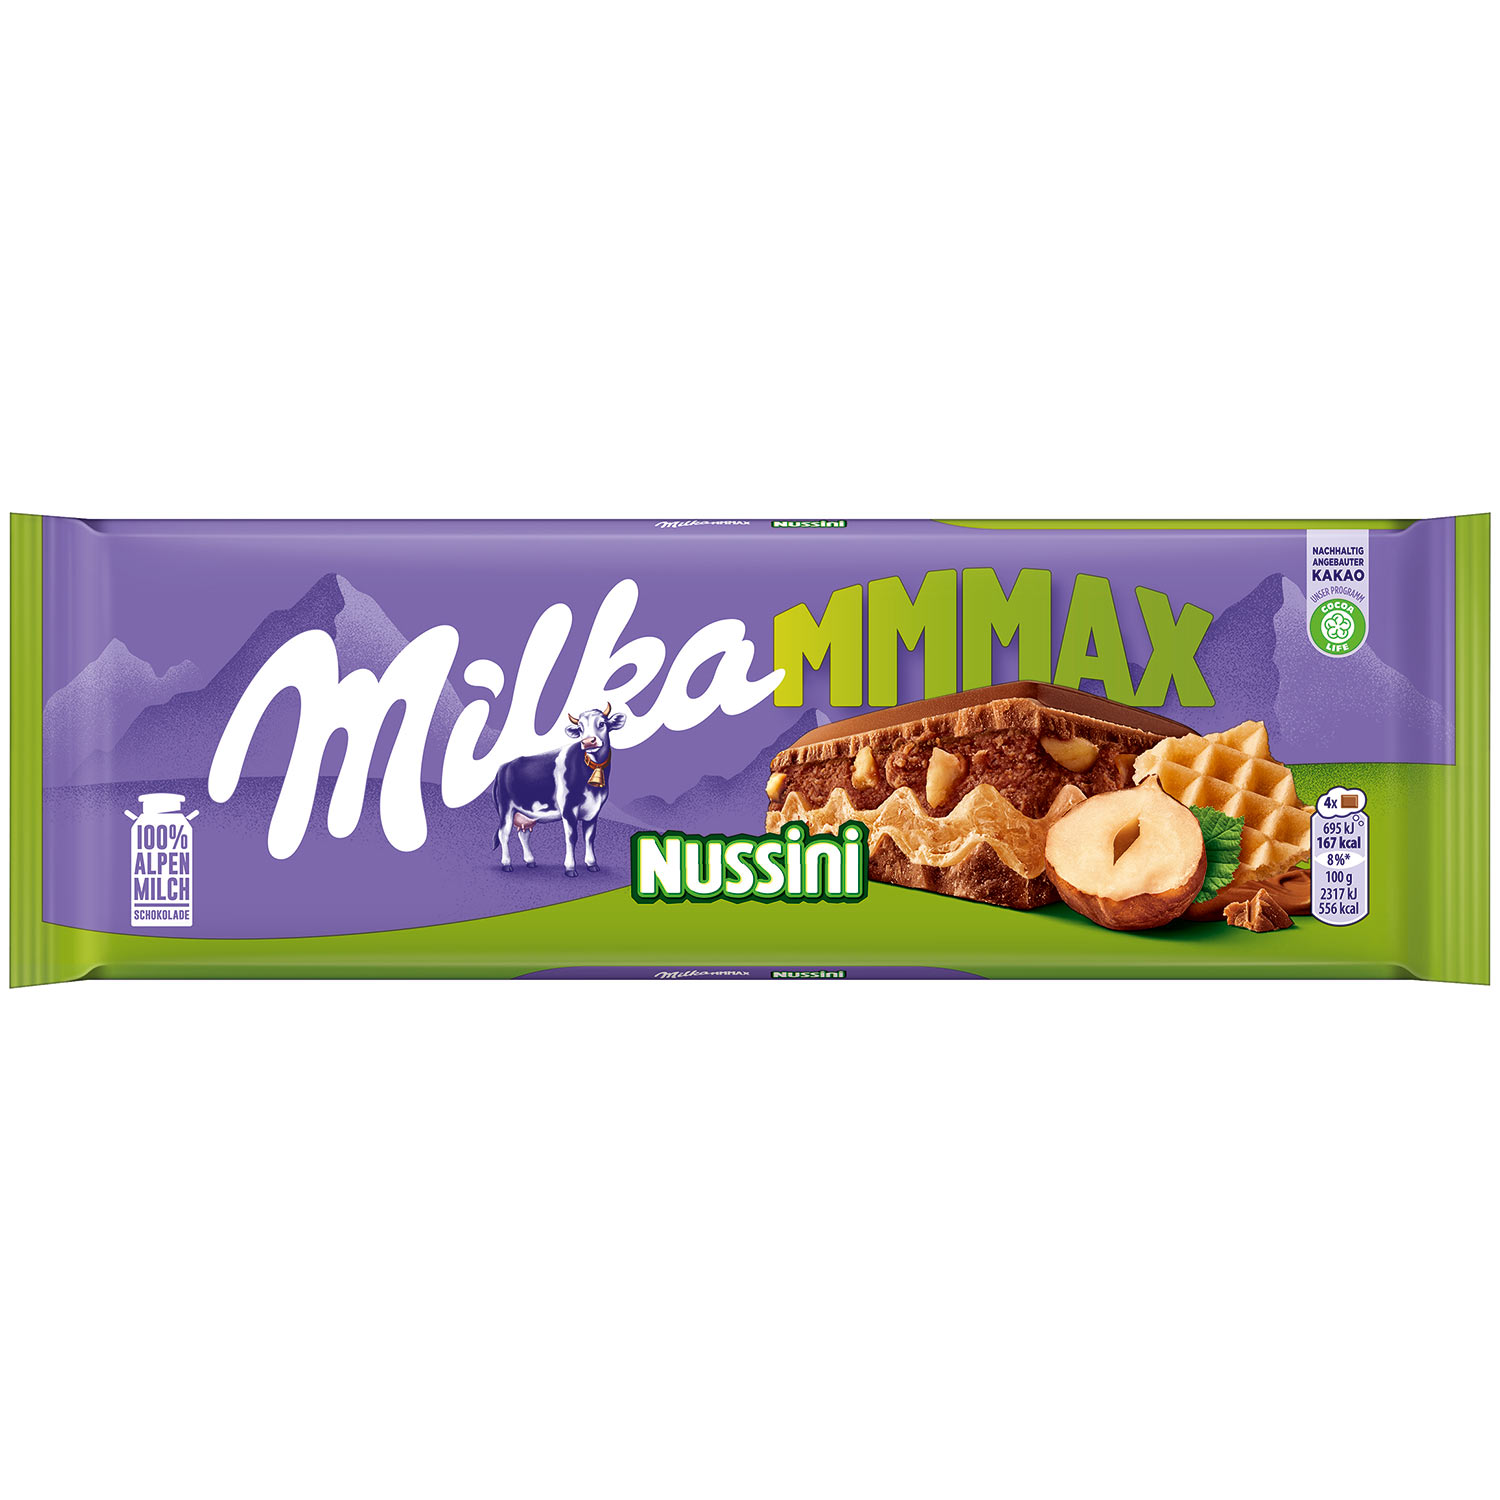 Milka MMMAX Nussini
NACHHALTIG
ANGEBAUTER
KAKAO
UNSER PROGRAMM
COCOA
LIFE
Milka MMMAX
Nussini
100%
ALPEN
MILCH
SCHOKOLADE
4x
695 kJ
167 kcal
8%*
100 g
2317 kJ
556 kcal
Milka MMMAX Nussini